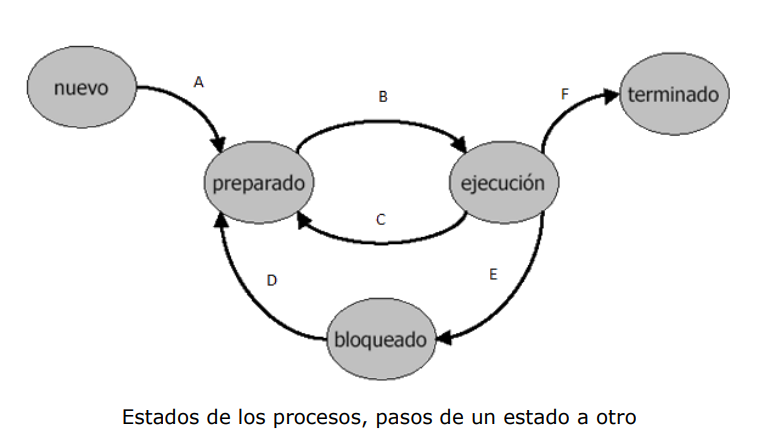 nuevo
A
B
F
terminado
preparado
ejecución
C
D
E
bloqueado
Estados de los procesos, pasos de un estado a otro